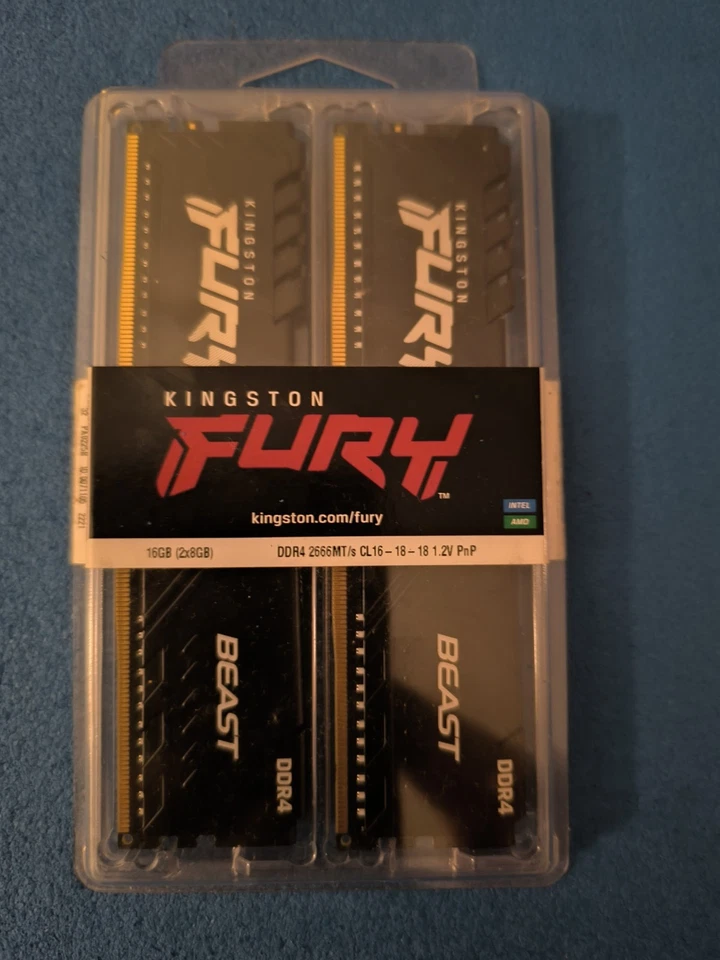 KINGSTON
FURY
KINGSTON
FURY
KINGSTON
FURY
TM
kingston.com/fury
INTEL
AMD
16GB (2x8GB)
DDR4 2666MT/s CL16 – 18 – 18 1.2V PnP
BEAST
DDR4
BEAST
DDR4